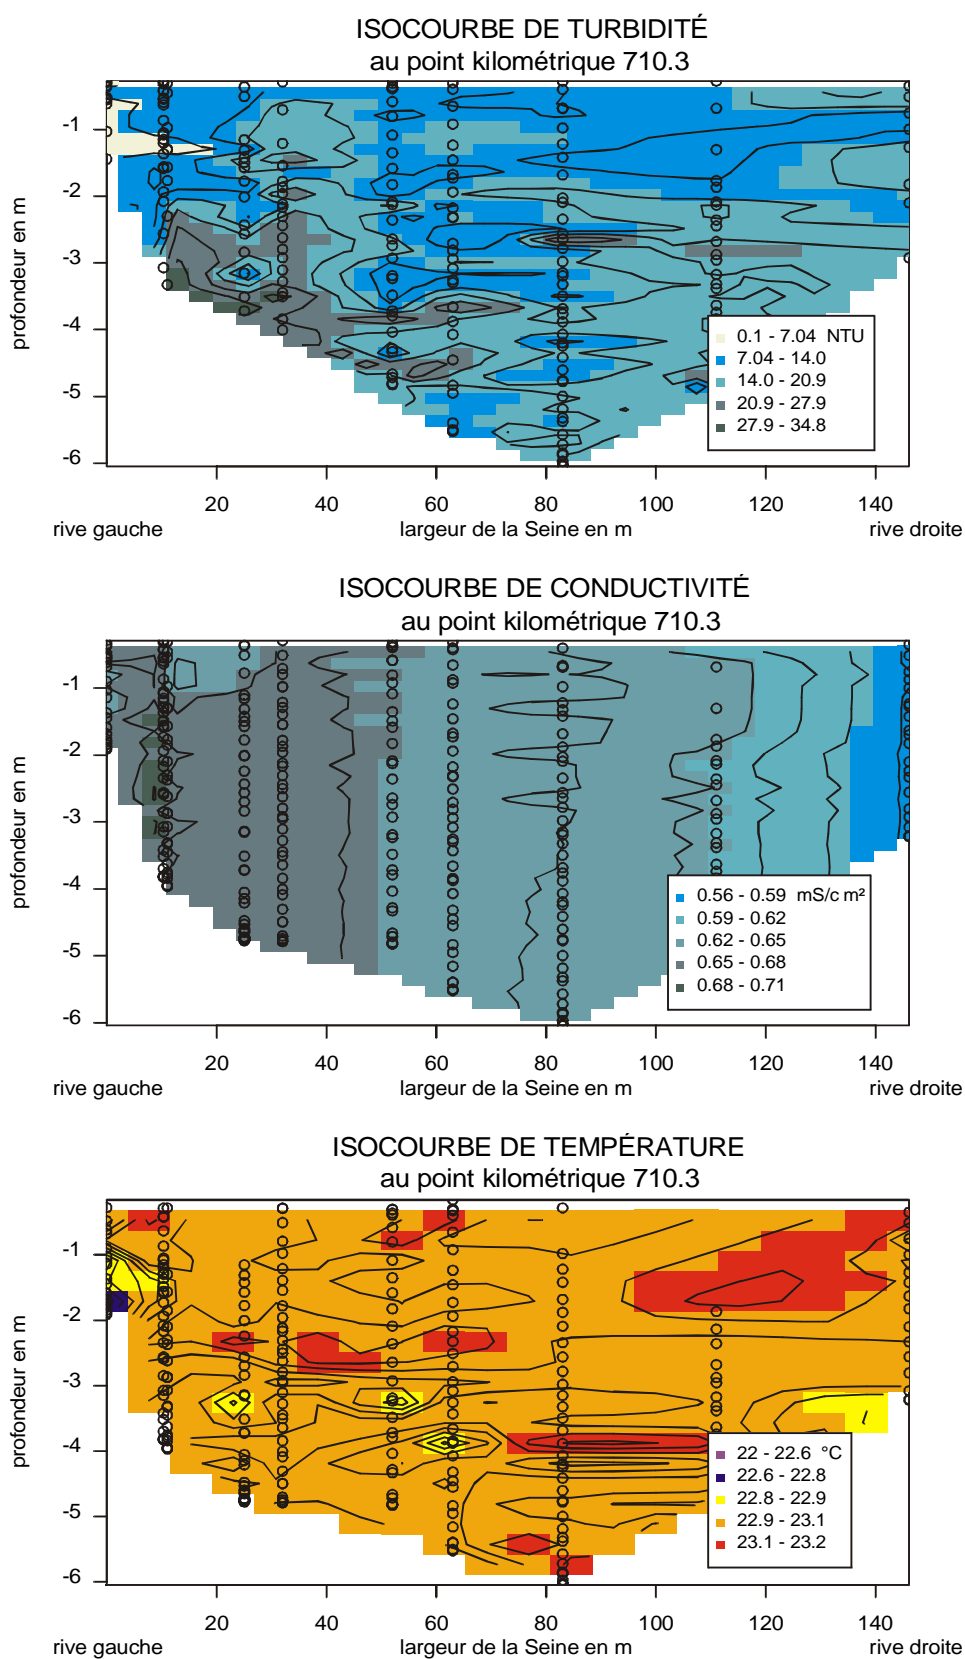 ISOCOURBE DE TURBIDITÉ
au point kilométrique 710.3
profondeur en m
-1
-2
-3
-4
-5
-6
0.1 - 7.04 NTU
7.04 - 14.0
14.0 - 20.9
20.9 - 27.9
27.9 - 34.8
20 40 60 80 100 120 140
rive gauche largeur de la Seine en m rive droite
ISOCOURBE DE CONDUCTIVITÉ
au point kilométrique 710.3
profondeur en m
-1
-2
-3
-4
-5
-6
0.56 - 0.59 mS/c m²
0.59 - 0.62
0.62 - 0.65
0.65 - 0.68
0.68 - 0.71
20 40 60 80 100 120 140
rive gauche largeur de la Seine en m rive droite
ISOCOURBE DE TEMPÉRATURE
au point kilométrique 710.3
profondeur en m
-1
-2
-3
-4
-5
-6
22 - 22.6 °C
22.6 - 22.8
22.8 - 22.9
22.9 - 23.1
23.1 - 23.2
20 40 60 80 100 120 140
rive gauche largeur de la Seine en m rive droite